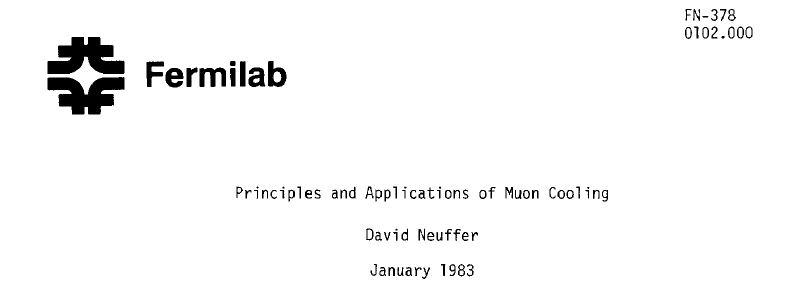 FN-378
0102.000
Fermilab
Principles and Applications of Muon Cooling
David Neuffer
January 1983